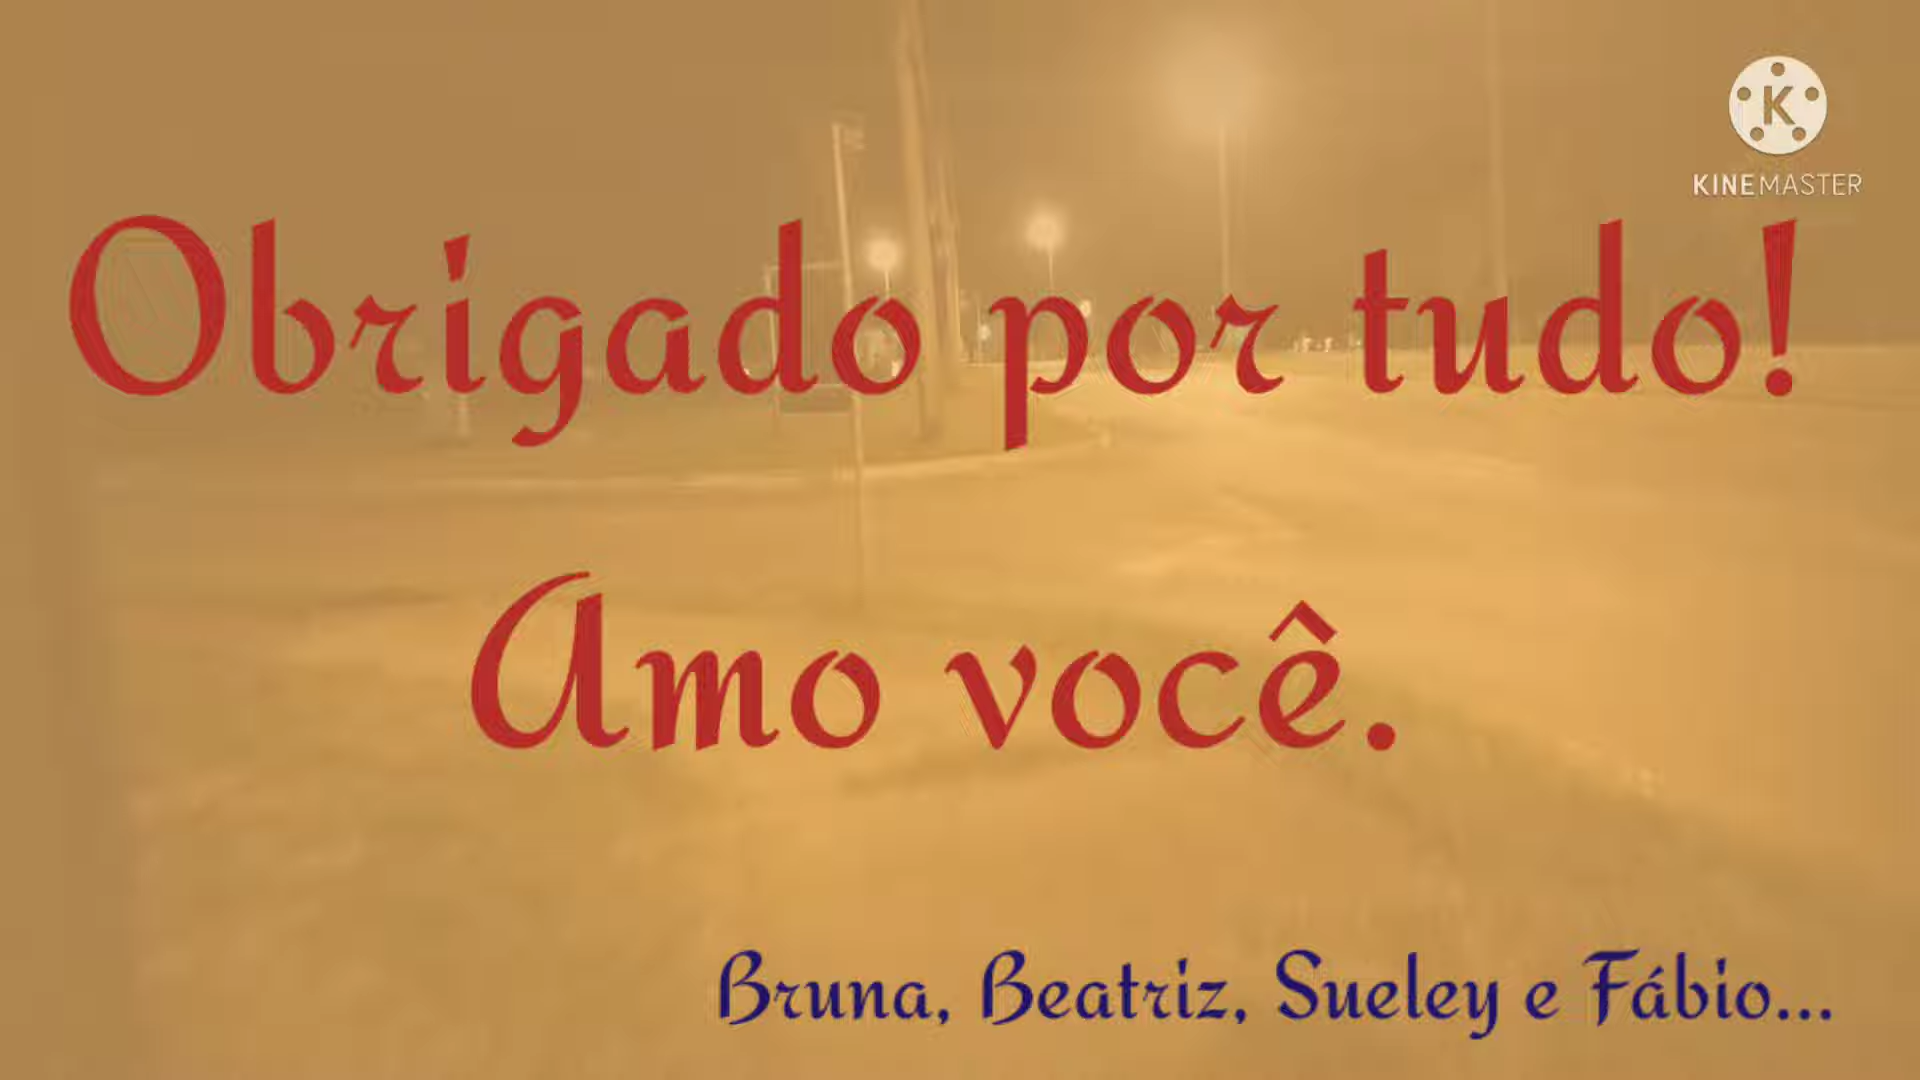 K
KINEMASTER
Obrigado por tudo!
Amo você.
Bruna, Beatriz, Sueley e Fábio...